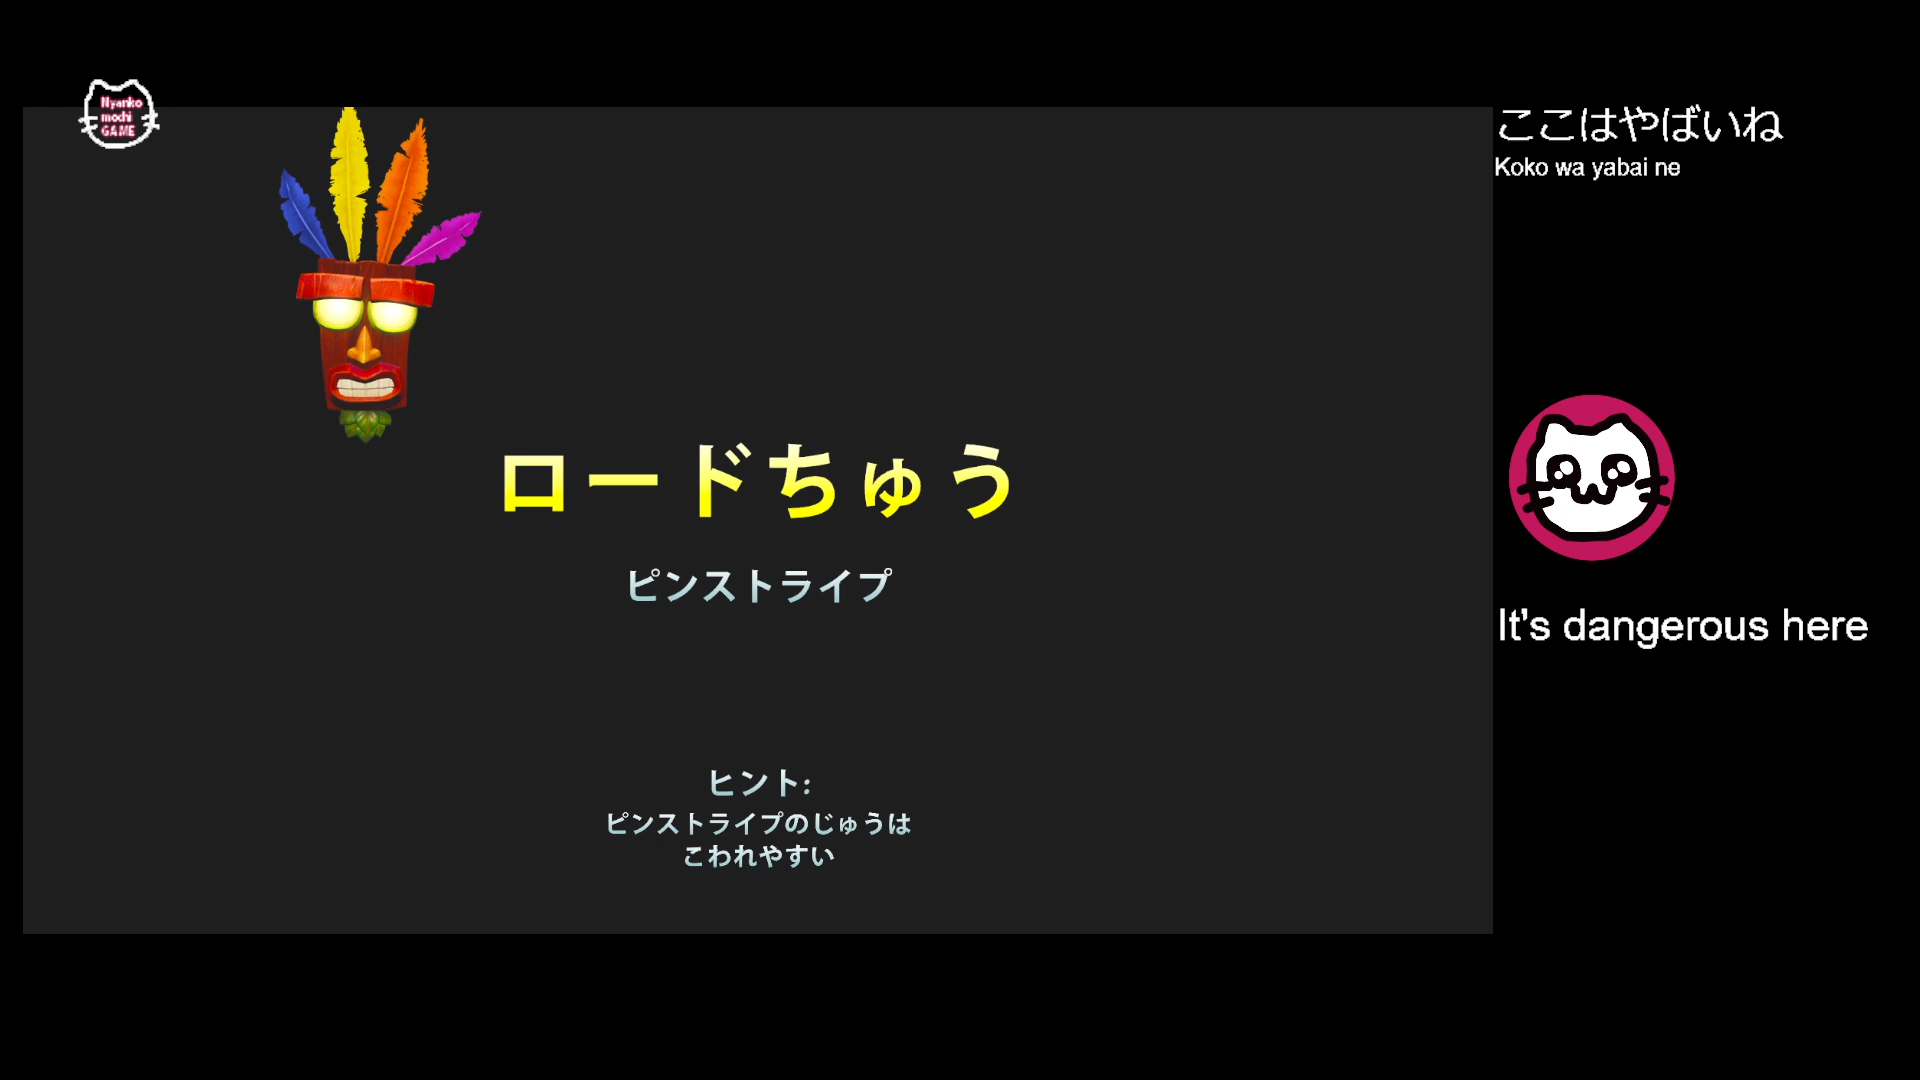 Nyanko
mochi
GAME
ロードちゅう
ピンストライプ
ヒント:
ピンストライプのじゅうは
こわれやすい
ここはやばいね
Koko wa yabai ne
It's dangerous here